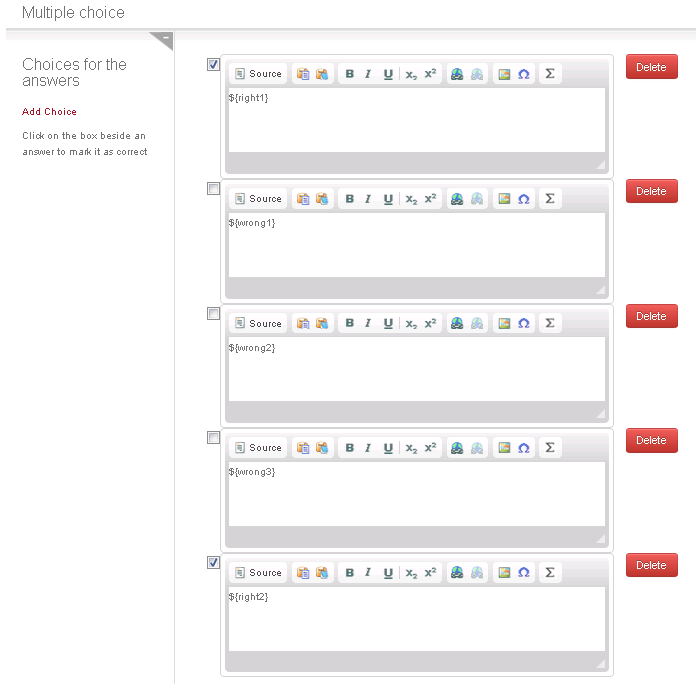 Multiple choice
Choices for the
answers
Add Choice
Click on the box beside an
answer to mark it as correct
Source B I U x₂ x² Ω Σ
${right1}
Delete
Source B I U x₂ x² Ω Σ
${wrong1}
Delete
Source B I U x₂ x² Ω Σ
${wrong2}
Delete
Source B I U x₂ x² Ω Σ
${wrong3}
Delete
Source B I U x₂ x² Ω Σ
${right2}
Delete